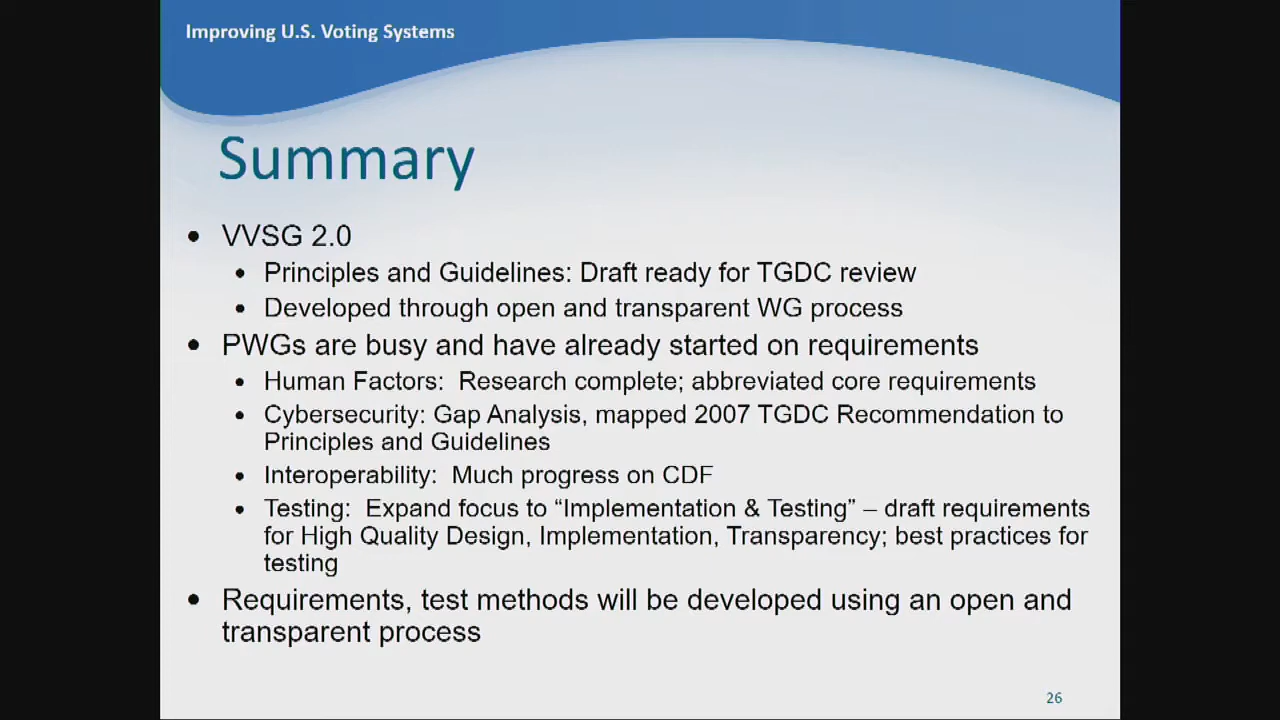 Improving U.S. Voting Systems
Summary
• VVSG 2.0
• Principles and Guidelines: Draft ready for TGDC review
• Developed through open and transparent WG process
• PWGs are busy and have already started on requirements
• Human Factors:  Research complete; abbreviated core requirements
• Cybersecurity: Gap Analysis, mapped 2007 TGDC Recommendation to
Principles and Guidelines
• Interoperability:  Much progress on CDF
• Testing:  Expand focus to “Implementation & Testing” – draft requirements
for High Quality Design, Implementation, Transparency; best practices for
testing
• Requirements, test methods will be developed using an open and
transparent process
26